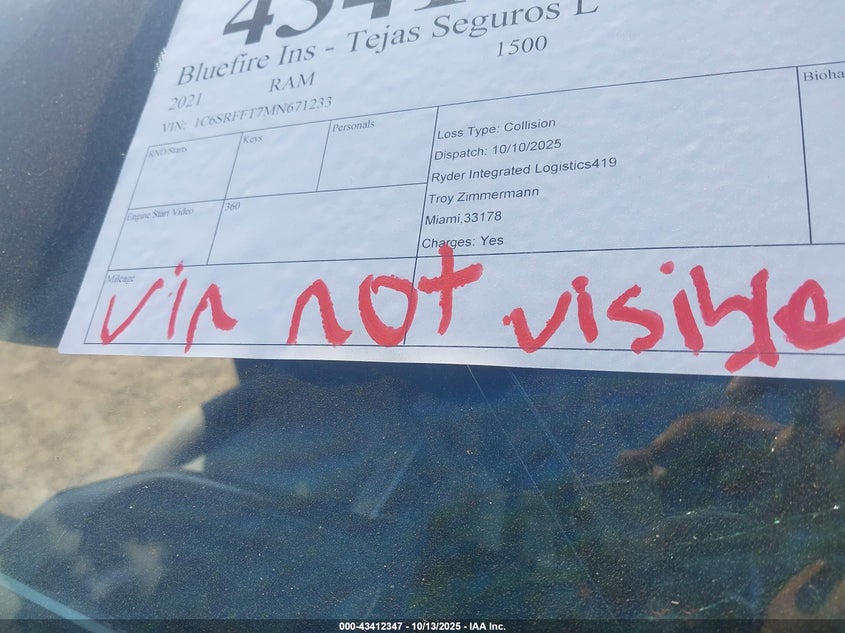 Bluefire Ins - Tejas Seguros L
2021 RAM 1500
VIN: 1C6SRFFT7MN671233
RND/Starts Keys Personals
Loss Type: Collision
Dispatch: 10/10/2025
Ryder Integrated Logistics419
Troy Zimmermann
Miami,33178
Charges: Yes
Bioha
Engine Start Video 360
Mileage
vin not visible
000-43412347 - 10/13/2025 - IAA Inc.